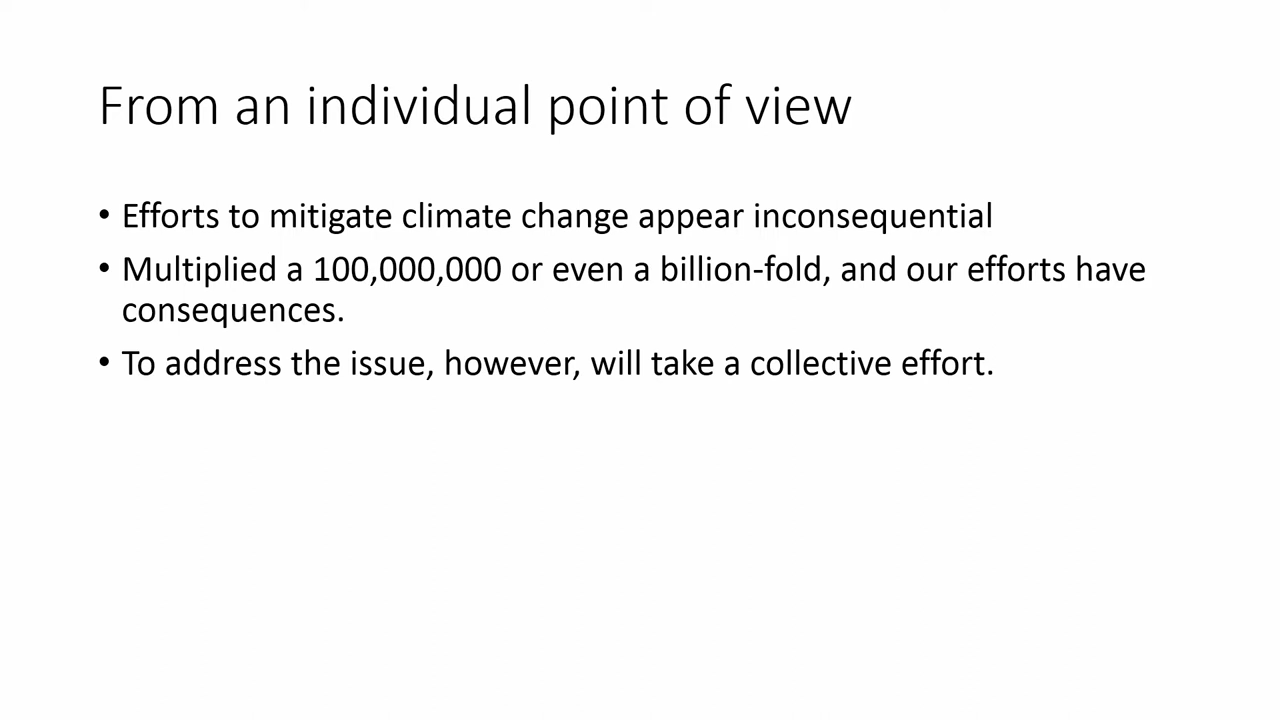 From an individual point of view
• Efforts to mitigate climate change appear inconsequential
• Multiplied a 100,000,000 or even a billion-fold, and our efforts have
consequences.
• To address the issue, however, will take a collective effort.